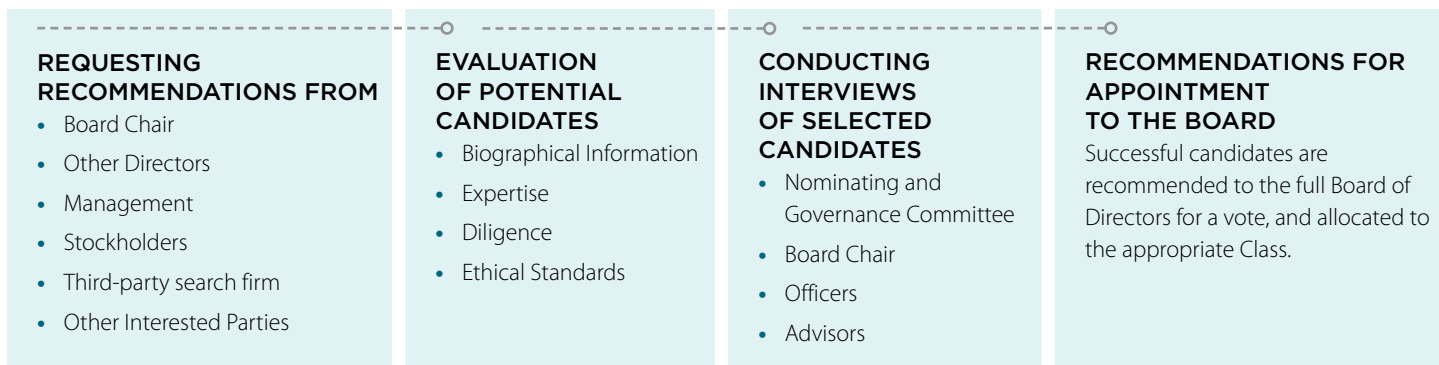 REQUESTING
RECOMMENDATIONS FROM
• Board Chair
• Other Directors
• Management
• Stockholders
• Third-party search firm
• Other Interested Parties
EVALUATION
OF POTENTIAL
CANDIDATES
• Biographical Information
• Expertise
• Diligence
• Ethical Standards
CONDUCTING
INTERVIEWS
OF SELECTED
CANDIDATES
• Nominating and
Governance Committee
• Board Chair
• Officers
• Advisors
RECOMMENDATIONS FOR
APPOINTMENT
TO THE BOARD
Successful candidates are
recommended to the full Board of
Directors for a vote, and allocated to
the appropriate Class.